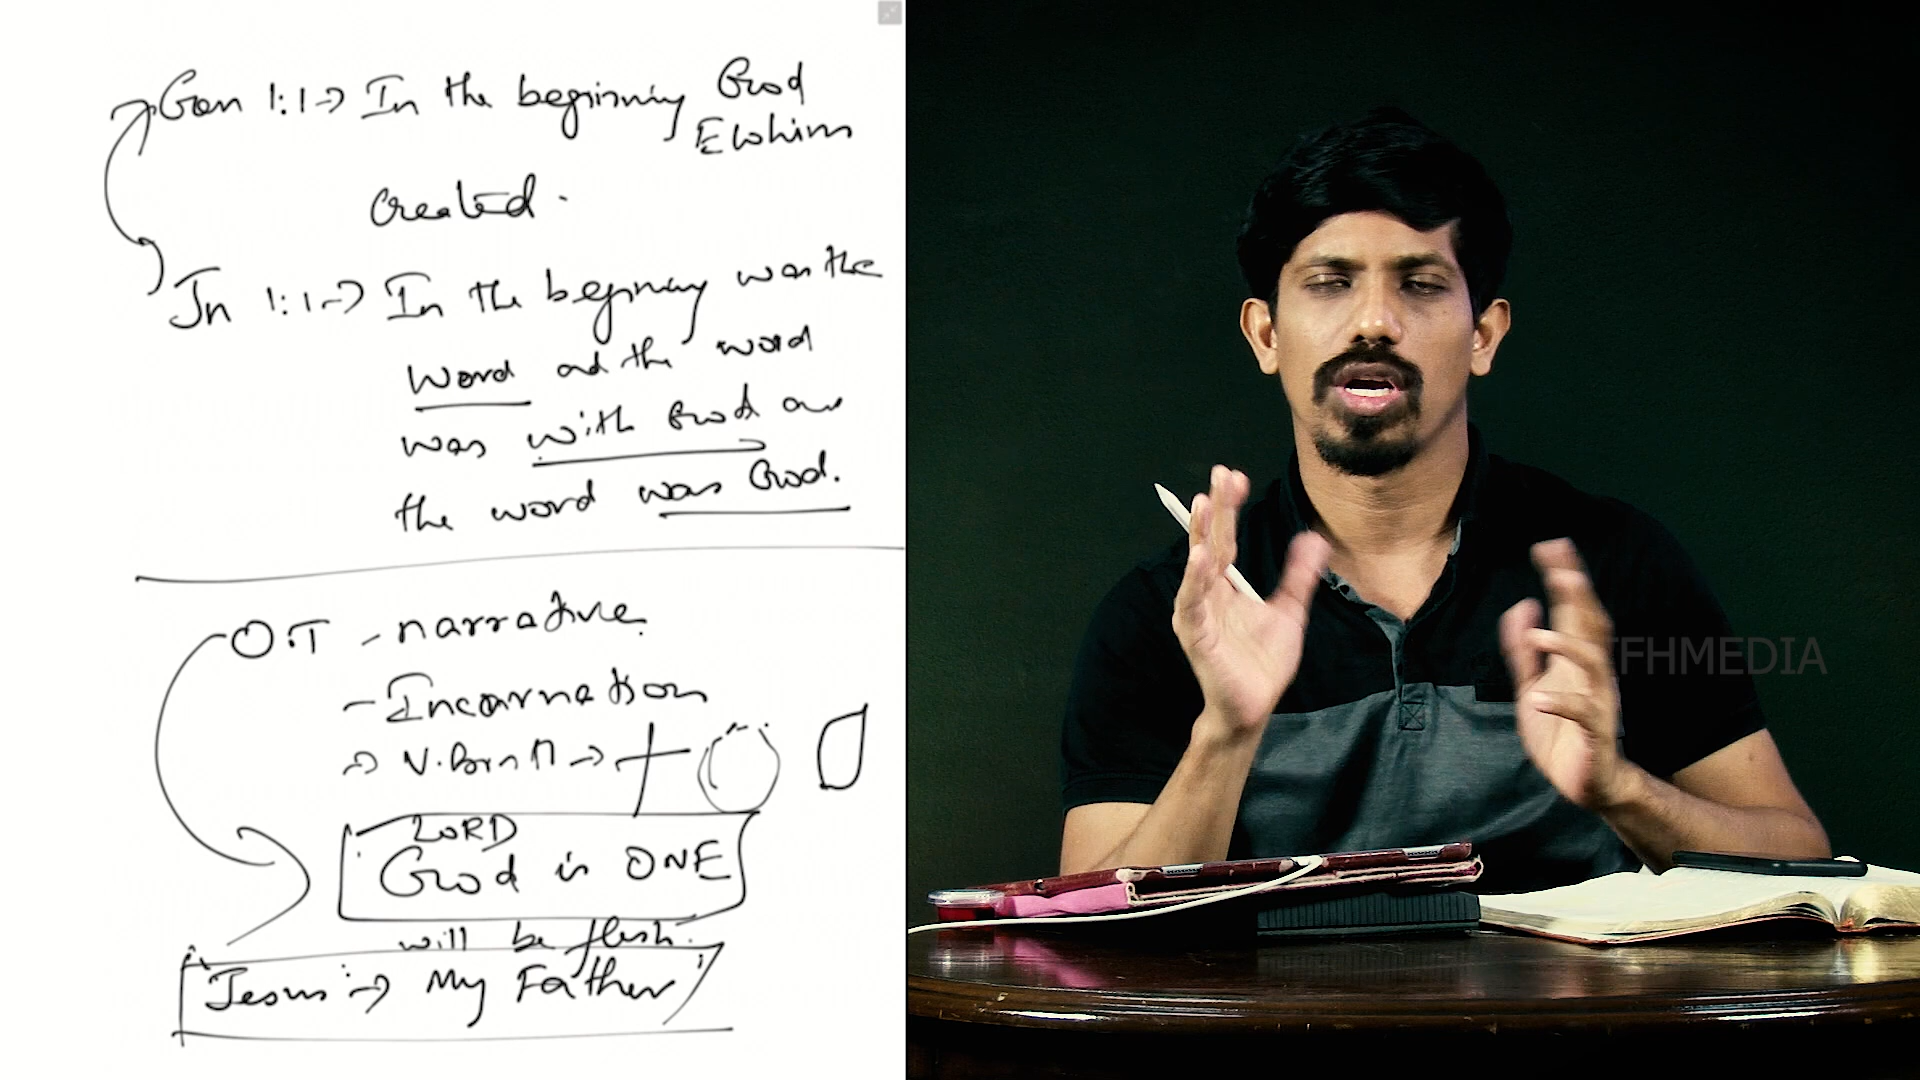 Gen 1:1 → In the beginning God
Elohim
Created.
Jn 1:1 → In the beginning was the
Word and the word
was with God and
the word was God.
O.T - narrative.
- Incarnation
→ V. Born →
LORD
God is ONE
will be flesh.
Jesus :→ My Father
FHMEDIA